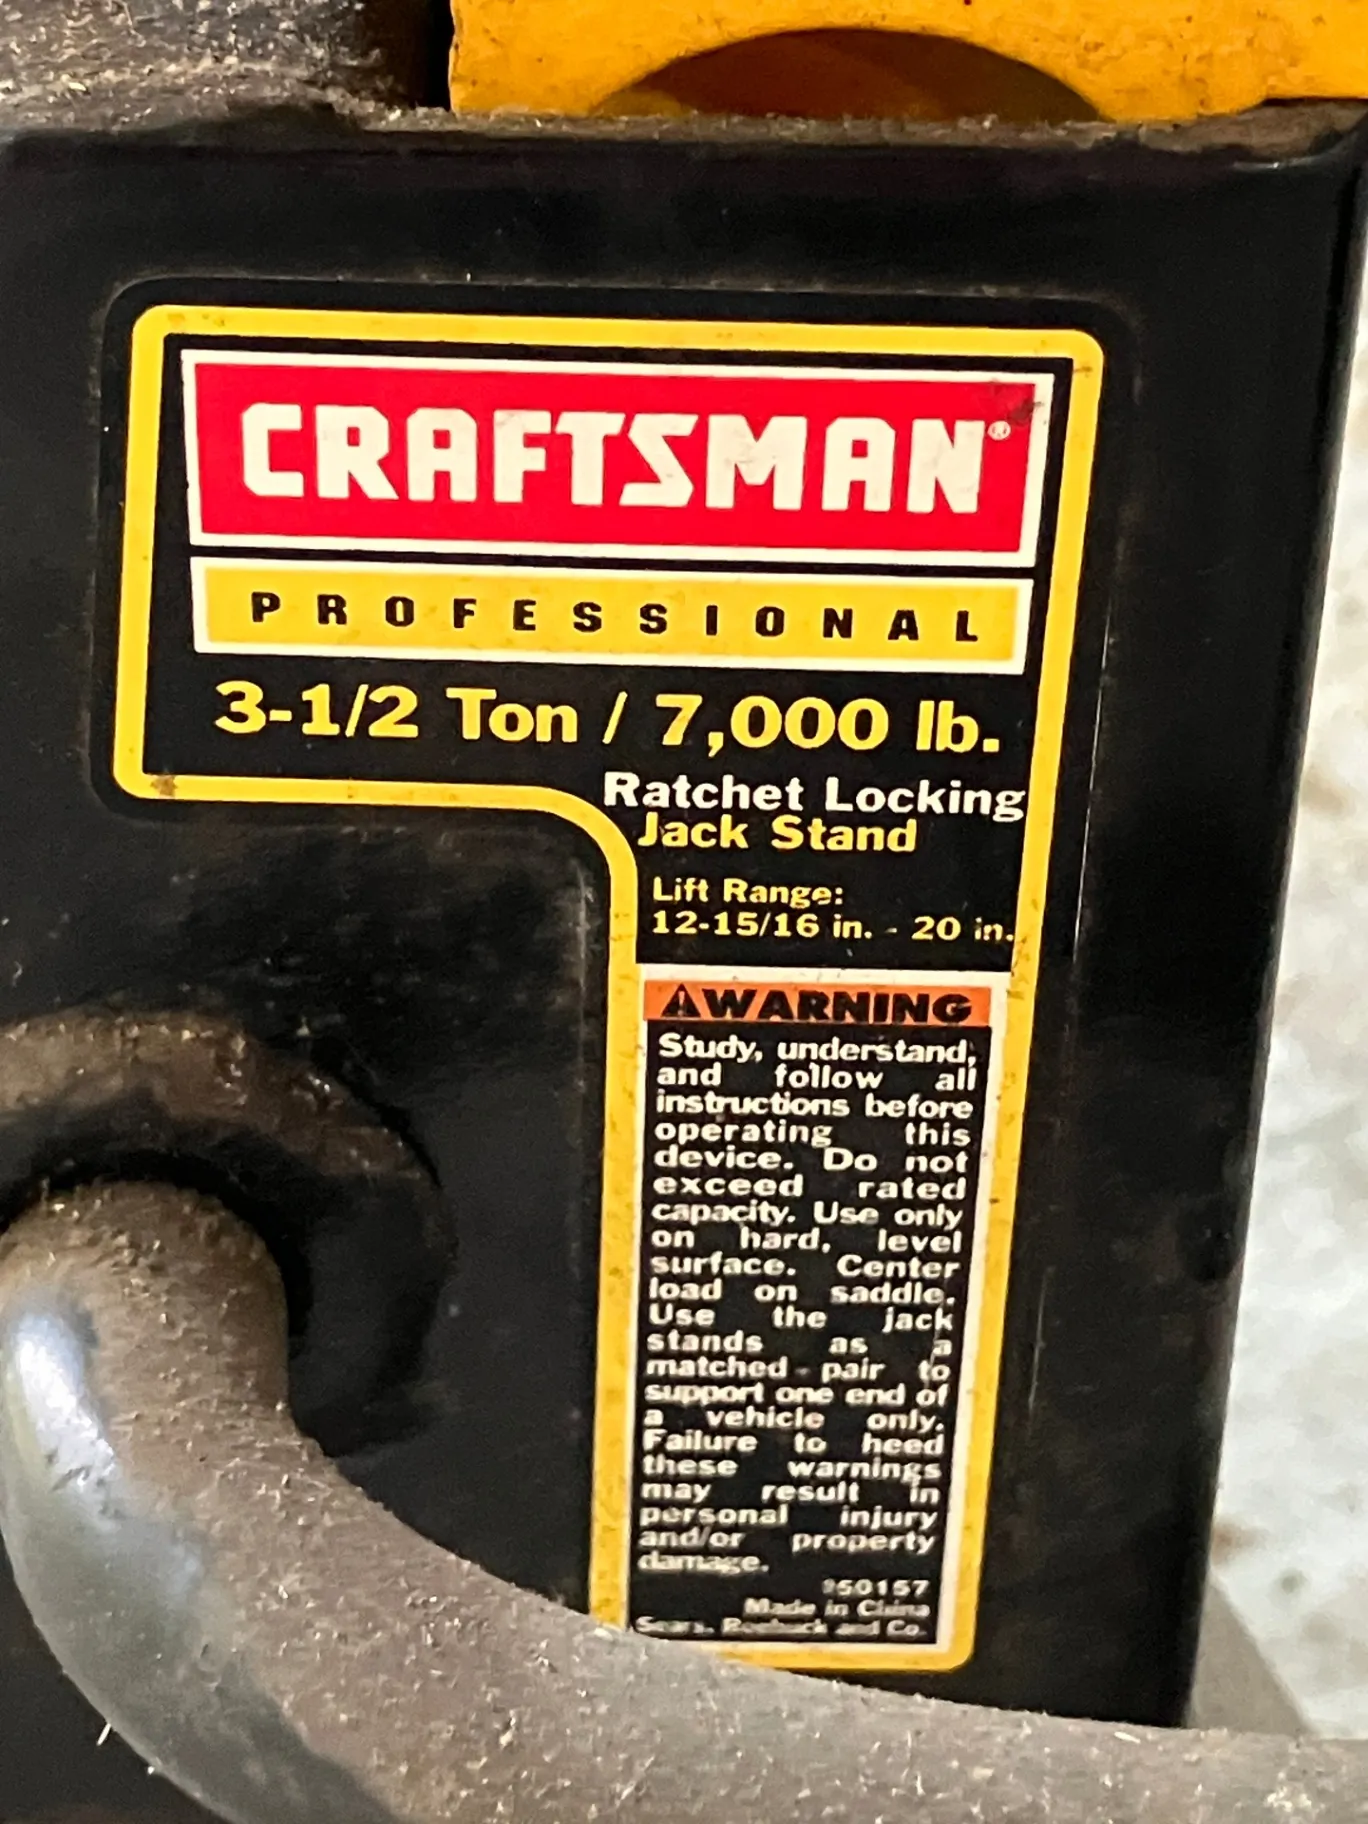 CRAFTSMAN®
PROFESSIONAL
3-1/2 Ton / 7,000 lb.
Ratchet Locking
Jack Stand
Lift Range:
12-15/16 in. - 20 in.
⚠WARNING
Study, understand,
and follow all
instructions before
operating this
device. Do not
exceed rated
capacity. Use only
on hard, level
surface. Center
load on saddle.
Use the jack
stands as a
matched - pair to
support one end of
a vehicle only.
Failure to heed
these warnings
may result in
personal injury
and/or property
damage.
Made in China
Sears, Roebuck and Co.